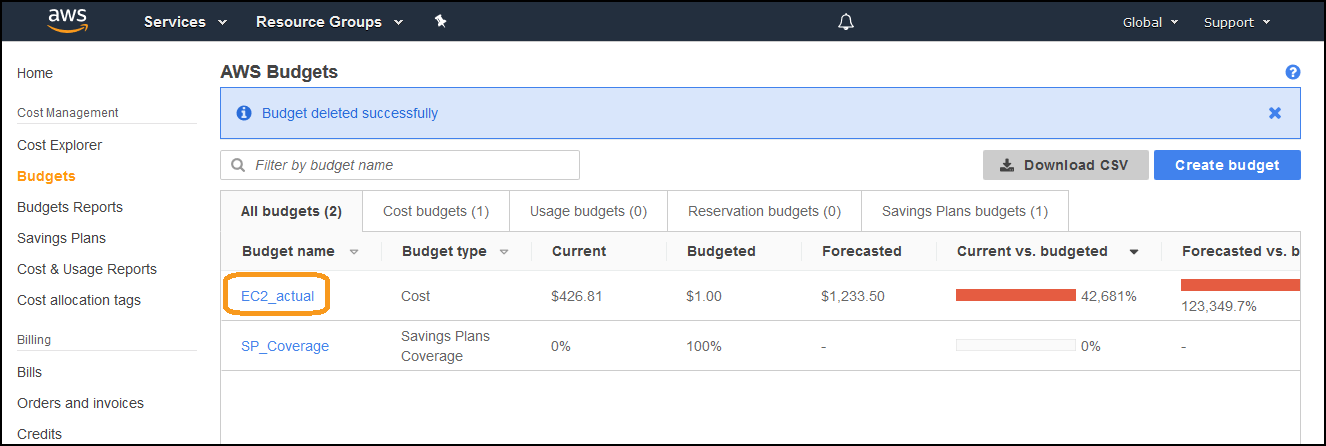 aws Services Resource Groups Global Support
Home
Cost Management
Cost Explorer
Budgets
Budgets Reports
Savings Plans
Cost & Usage Reports
Cost allocation tags
Billing
Bills
Orders and invoices
Credits
AWS Budgets ?
Budget deleted successfully
Filter by budget name Download CSV Create budget
All budgets (2) Cost budgets (1) Usage budgets (0) Reservation budgets (0) Savings Plans budgets (1)
Budget name Budget type Current Budgeted Forecasted Current vs. budgeted Forecasted vs. b
EC2_actual Cost $426.81 $1.00 $1,233.50 42,681%
123,349.7%
SP_Coverage Savings Plans Coverage 0% 100% - 0% -